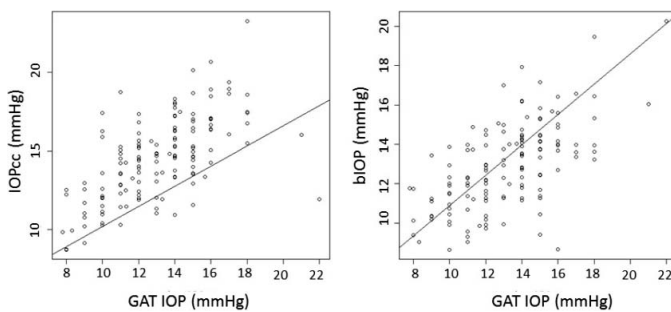 IOPcc (mmHg)
20
15
10
8 10 12 14 16 18 20 22
GAT IOP (mmHg)
bIOP (mmHg)
20
18
16
14
12
10
8 10 12 14 16 18 20 22
GAT IOP (mmHg)